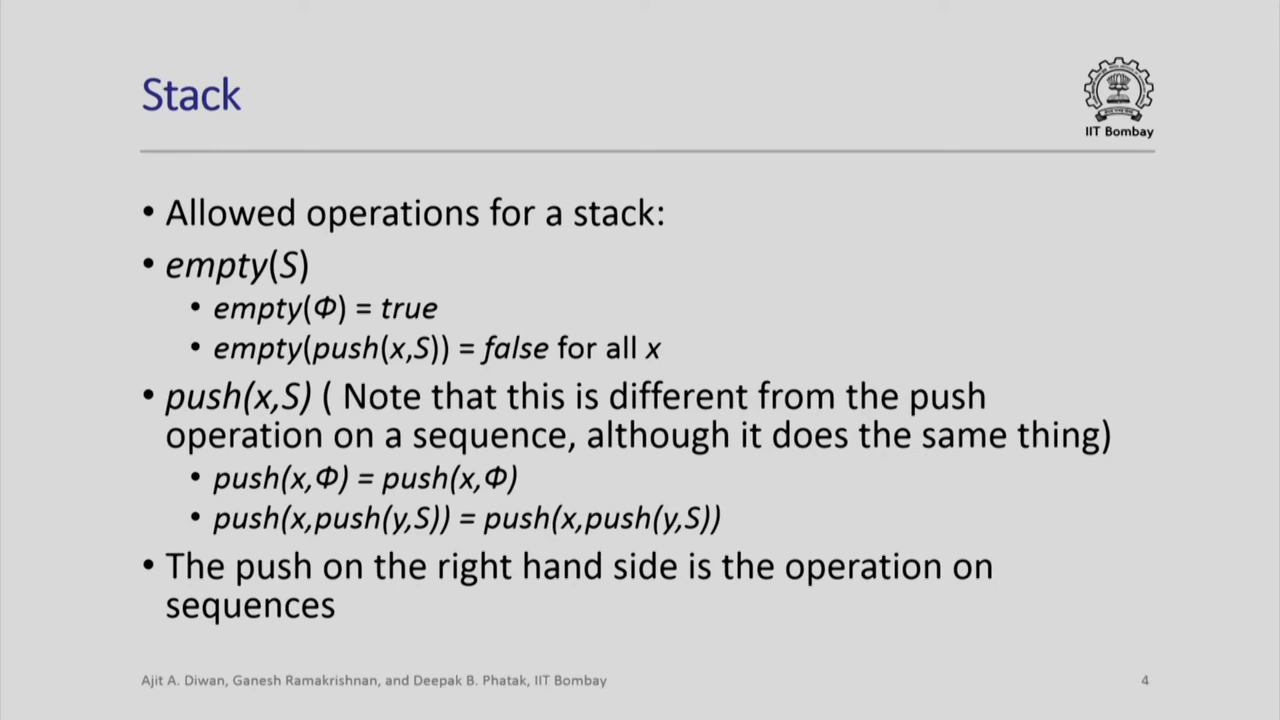 Stack
IIT Bombay
• Allowed operations for a stack:
• empty(S)
• empty(Φ) = true
• empty(push(x,S)) = false for all x
• push(x,S) ( Note that this is different from the push
operation on a sequence, although it does the same thing)
• push(x,Φ) = push(x,Φ)
• push(x,push(y,S)) = push(x,push(y,S))
• The push on the right hand side is the operation on
sequences
Ajit A. Diwan, Ganesh Ramakrishnan, and Deepak B. Phatak, IIT Bombay
4